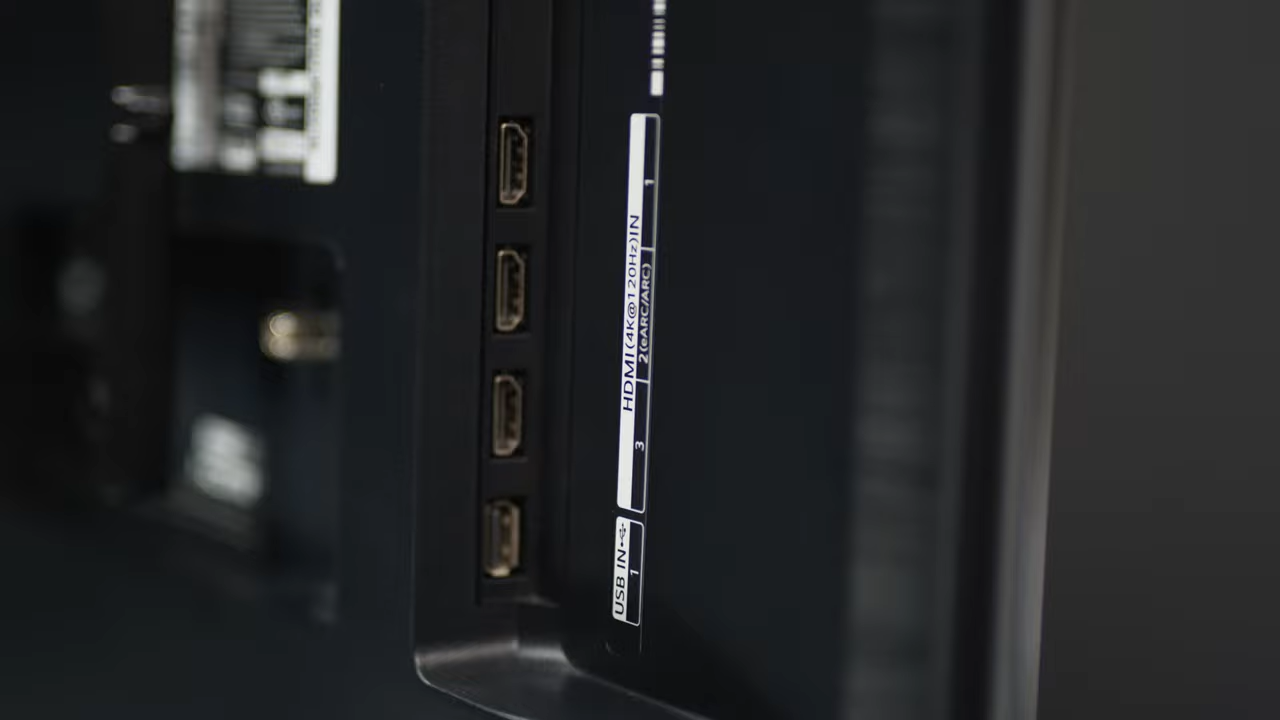 HDMI(4K@120Hz)IN
1
2(eARC/ARC)
3
USB IN
1